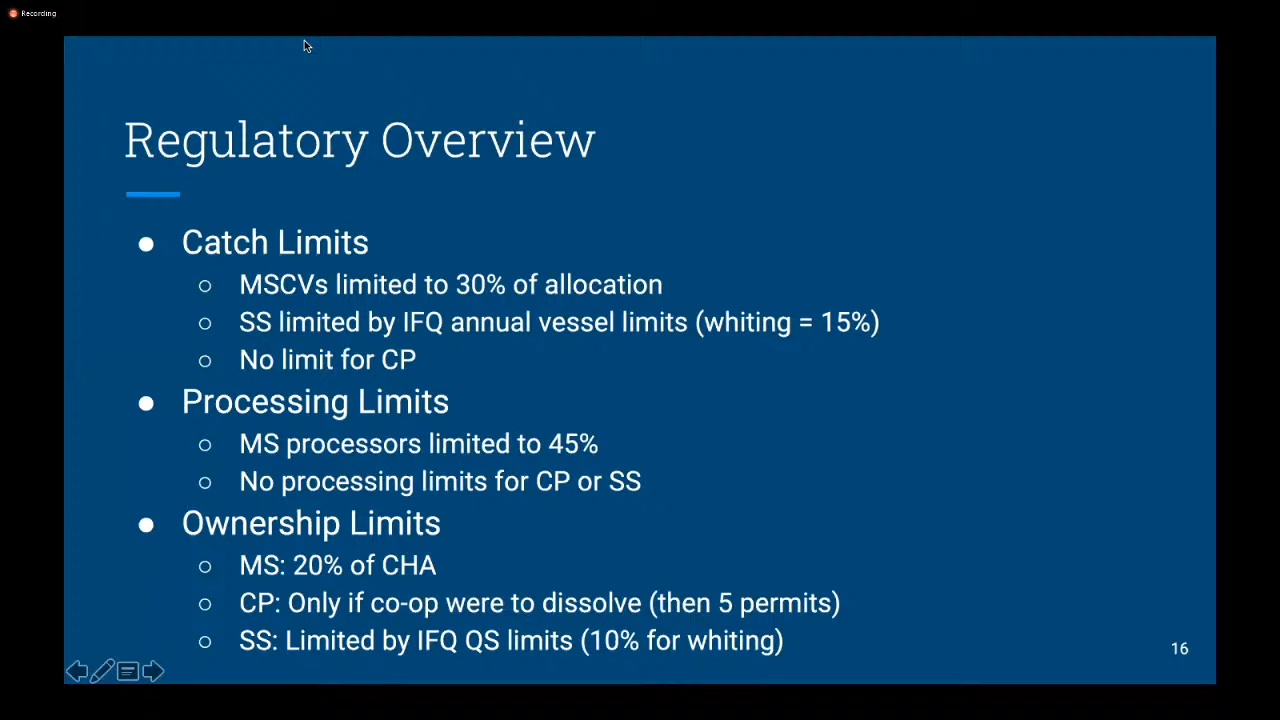 Recording
Regulatory Overview
● Catch Limits
○ MSCVs limited to 30% of allocation
○ SS limited by IFQ annual vessel limits (whiting = 15%)
○ No limit for CP
● Processing Limits
○ MS processors limited to 45%
○ No processing limits for CP or SS
● Ownership Limits
○ MS: 20% of CHA
○ CP: Only if co-op were to dissolve (then 5 permits)
○ SS: Limited by IFQ QS limits (10% for whiting)
16